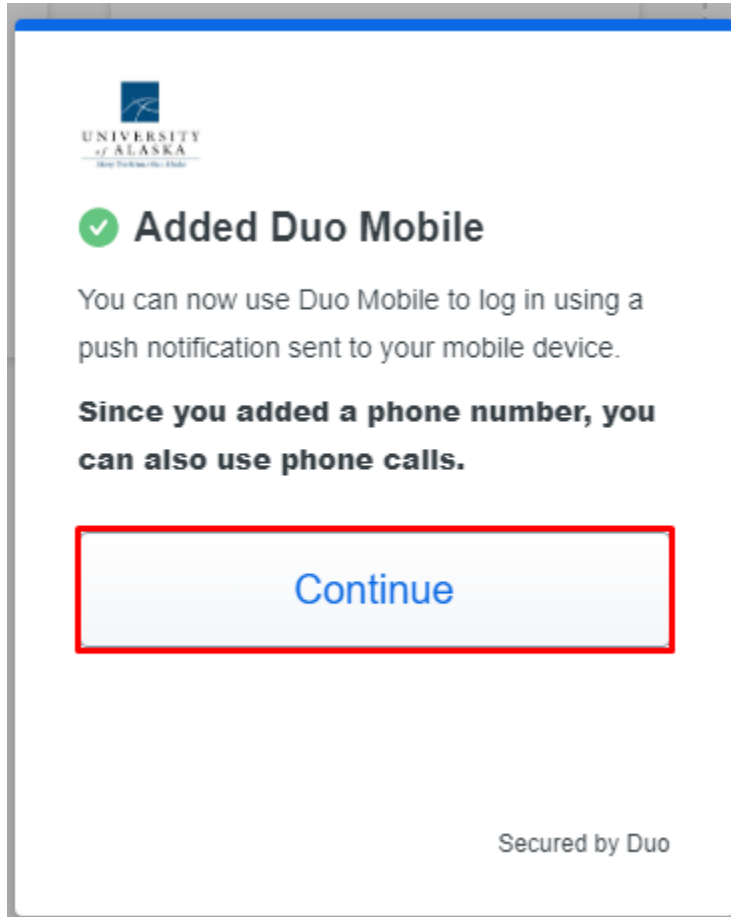 UNIVERSITY
of ALASKA
Added Duo Mobile
You can now use Duo Mobile to log in using a
push notification sent to your mobile device.
Since you added a phone number, you
can also use phone calls.
Continue
Secured by Duo